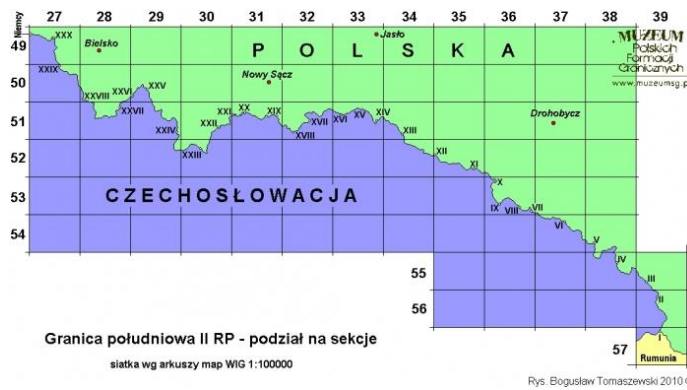 27 28 29 30 31 32 33 34 35 36 37 38 39
Niemcy
49
50
51
52
53
54
55
56
57
MUZEUM
Polskich
Formacji
Granicznych
www.muzeumsg.p
POLSKA
Bielsko
Nowy Sącz
Jasło
Drohobycz
XXX
XXIX
XXVIII
XXVII
XXVI
XXV
XXIV
XXIII
XXII
XXI
XX
XIX
XVIII
XVII
XVI
XV
XIV
XIII
XII
XI
X
IX
VIII
VII
VI
V
IV
III
II
I
CZECHOSŁOWACJA
Rumunia
Granica południowa II RP - podział na sekcje
siatka wg arkuszy map WIG 1:100000
Rys. Bogusław Tomaszewski 2010